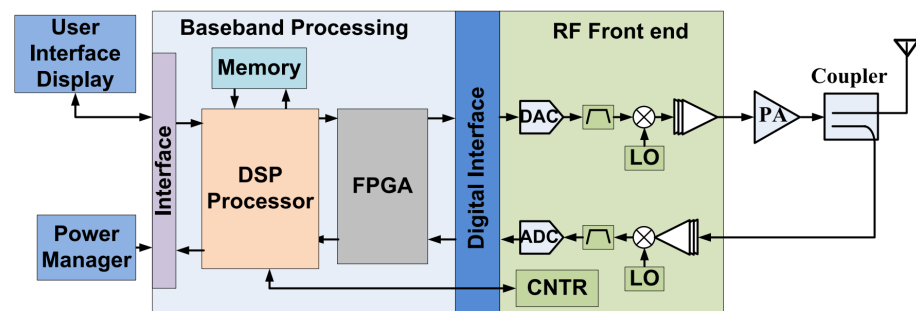 Baseband Processing
RF Front end
User
Interface
Display
Memory
Coupler
Interface
DSP
Processor
FPGA
Digital Interface
DAC
LO
PA
Power
Manager
ADC
LO
CNTR